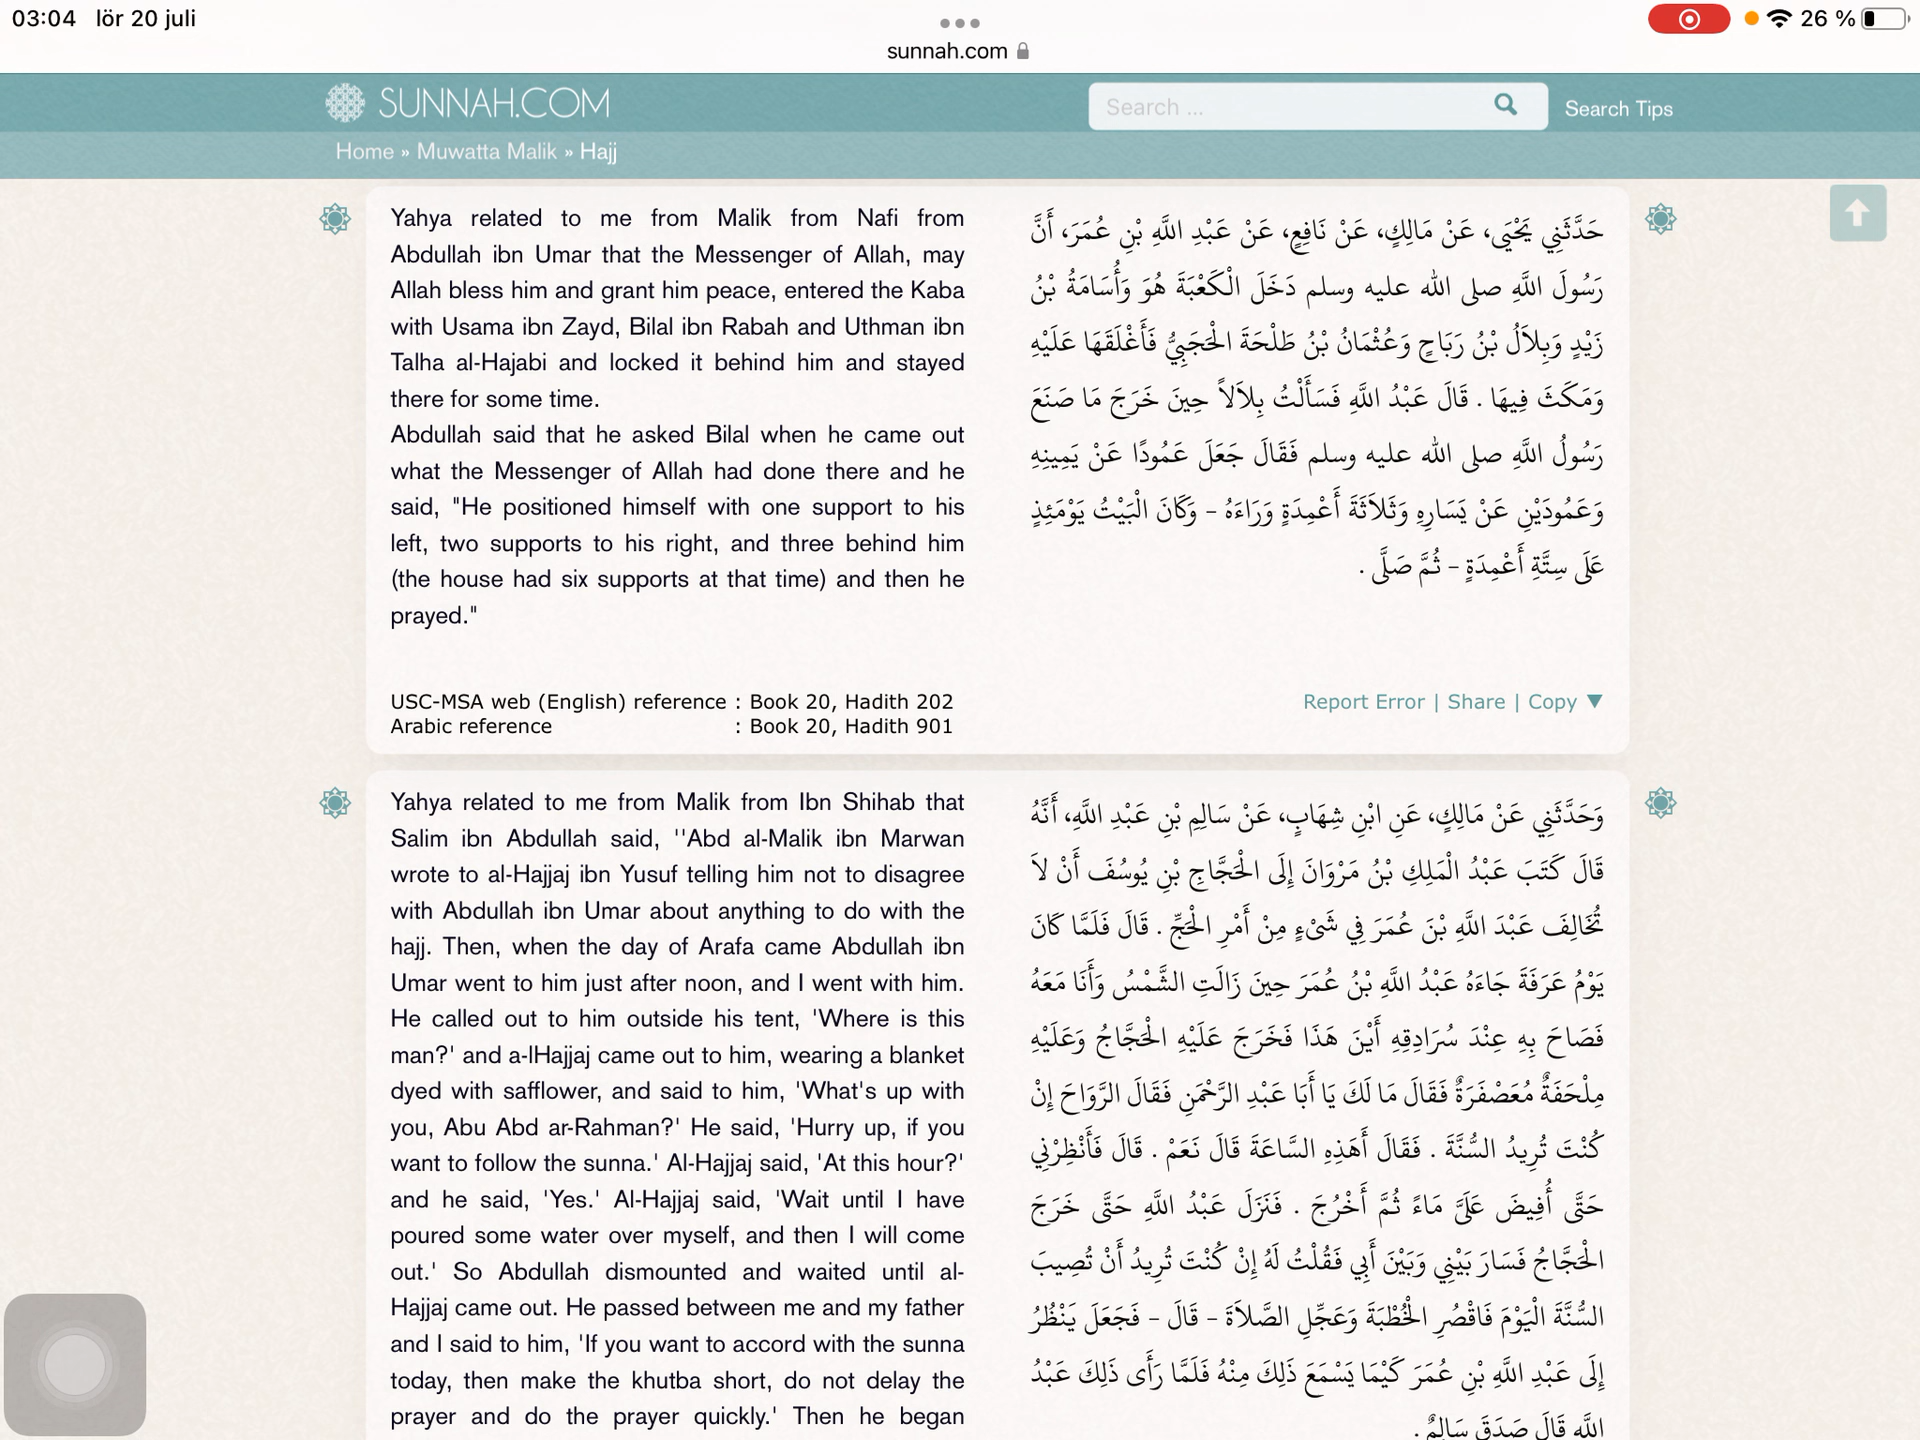 03:04 lör 20 juli
26 %
sunnah.com
SUNNAH.COM
Search ...
Search Tips
Home » Muwatta Malik » Hajj
Yahya related to me from Malik from Nafi from
Abdullah ibn Umar that the Messenger of Allah, may
Allah bless him and grant him peace, entered the Kaba
with Usama ibn Zayd, Bilal ibn Rabah and Uthman ibn
Talha al-Hajabi and locked it behind him and stayed
there for some time.
Abdullah said that he asked Bilal when he came out
what the Messenger of Allah had done there and he
said, "He positioned himself with one support to his
left, two supports to his right, and three behind him
(the house had six supports at that time) and then he
prayed."
حَدَّثَنِي يَحْيَى، عَنْ مَالِكٍ، عَنْ نَافِعٍ، عَنْ عَبْدِ اللَّهِ بْنِ عُمَرَ، أَنَّ
رَسُولَ اللَّهِ صلى الله عليه وسلم دَخَلَ الْكَعْبَةَ هُوَ وَأُسَامَةُ بْنُ
زَيْدٍ وَبِلاَلُ بْنُ رَبَاحٍ وَعُثْمَانُ بْنُ طَلْحَةَ الْحَجَبِيُّ فَأَغْلَقَهَا عَلَيْهِ
وَمَكَثَ فِيهَا . قَالَ عَبْدُ اللَّهِ فَسَأَلْتُ بِلاَلاً حِينَ خَرَجَ مَا صَنَعَ
رَسُولُ اللَّهِ صلى الله عليه وسلم فَقَالَ جَعَلَ عَمُودًا عَنْ يَمِينِهِ
وَعَمُودَيْنِ عَنْ يَسَارِهِ وَثَلاَثَةَ أَعْمِدَةٍ وَرَاءَهُ - وَكَانَ الْبَيْتُ يَوْمَئِذٍ
عَلَى سِتَّةِ أَعْمِدَةٍ - ثُمَّ صَلَّى .
USC-MSA web (English) reference : Book 20, Hadith 202
Arabic reference : Book 20, Hadith 901
Report Error | Share | Copy ▼
Yahya related to me from Malik from Ibn Shihab that
Salim ibn Abdullah said, ''Abd al-Malik ibn Marwan
wrote to al-Hajjaj ibn Yusuf telling him not to disagree
with Abdullah ibn Umar about anything to do with the
hajj. Then, when the day of Arafa came Abdullah ibn
Umar went to him just after noon, and I went with him.
He called out to him outside his tent, 'Where is this
man?' and a-lHajjaj came out to him, wearing a blanket
dyed with safflower, and said to him, 'What's up with
you, Abu Abd ar-Rahman?' He said, 'Hurry up, if you
want to follow the sunna.' Al-Hajjaj said, 'At this hour?'
and he said, 'Yes.' Al-Hajjaj said, 'Wait until I have
poured some water over myself, and then I will come
out.' So Abdullah dismounted and waited until al-
Hajjaj came out. He passed between me and my father
and I said to him, 'If you want to accord with the sunna
today, then make the khutba short, do not delay the
prayer and do the prayer quickly.' Then he began
وَحَدَّثَنِي عَنْ مَالِكٍ، عَنِ ابْنِ شِهَابٍ، عَنْ سَالِمِ بْنِ عَبْدِ اللَّهِ، أَنَّهُ
قَالَ كَتَبَ عَبْدُ الْمَلِكِ بْنُ مَرْوَانَ إِلَى الْحَجَّاجِ بْنِ يُوسُفَ أَنْ لاَ
تُخَالِفَ عَبْدَ اللَّهِ بْنَ عُمَرَ فِي شَىْءٍ مِنْ أَمْرِ الْحَجِّ . قَالَ فَلَمَّا كَانَ
يَوْمُ عَرَفَةَ جَاءَهُ عَبْدُ اللَّهِ بْنُ عُمَرَ حِينَ زَالَتِ الشَّمْسُ وَأَنَا مَعَهُ
فَصَاحَ بِهِ عِنْدَ سُرَادِقِهِ أَيْنَ هَذَا فَخَرَجَ عَلَيْهِ الْحَجَّاجُ وَعَلَيْهِ
مِلْحَفَةٌ مُعَصْفَرَةٌ فَقَالَ مَا لَكَ يَا أَبَا عَبْدِ الرَّحْمَنِ فَقَالَ الرَّوَاحَ إِنْ
كُنْتَ تُرِيدُ السُّنَّةَ . فَقَالَ أَهَذِهِ السَّاعَةَ قَالَ نَعَمْ . قَالَ فَأَنْظِرْنِي
حَتَّى أُفِيضَ عَلَىَّ مَاءً ثُمَّ أَخْرُجَ . فَنَزَلَ عَبْدُ اللَّهِ حَتَّى خَرَجَ
الْحَجَّاجُ فَسَارَ بَيْنِي وَبَيْنَ أَبِي فَقُلْتُ لَهُ إِنْ كُنْتَ تُرِيدُ أَنْ تُصِيبَ
السُّنَّةَ الْيَوْمَ فَاقْصُرِ الْخُطْبَةَ وَعَجِّلِ الصَّلاَةَ - قَالَ - فَجَعَلَ يَنْظُرُ
إِلَى عَبْدِ اللَّهِ بْنِ عُمَرَ كَيْمَا يَسْمَعَ ذَلِكَ مِنْهُ فَلَمَّا رَأَى ذَلِكَ عَبْدُ
اللَّهِ قَالَ صَدَقَ سَالِمٌ .